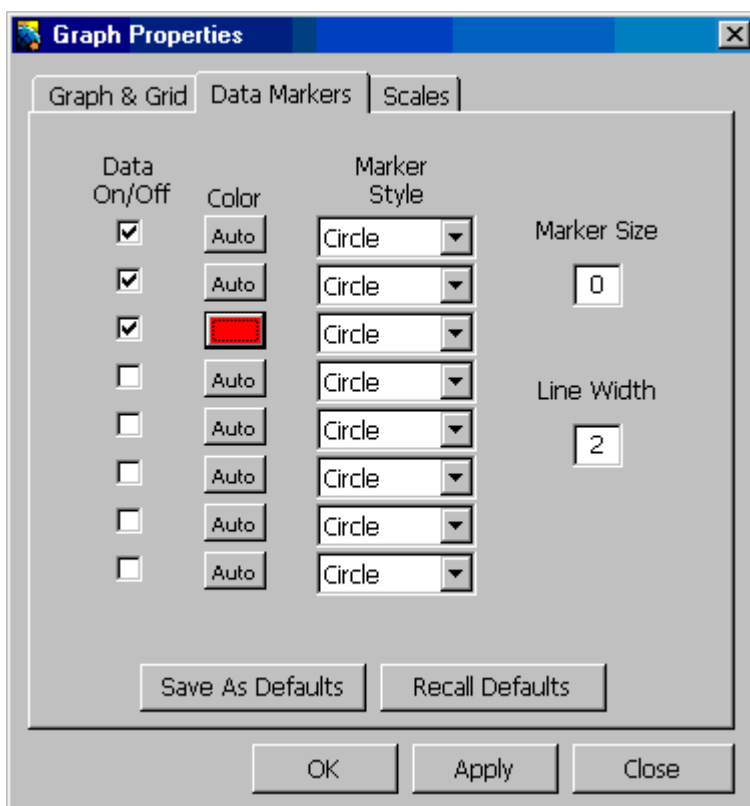 Graph Properties
Graph & Grid Data Markers Scales
Data On/Off
Color
Marker Style
Auto Circle
Auto Circle
Circle
Auto Circle
Auto Circle
Auto Circle
Auto Circle
Auto Circle
Marker Size
0
Line Width
2
Save As Defaults Recall Defaults
OK Apply Close